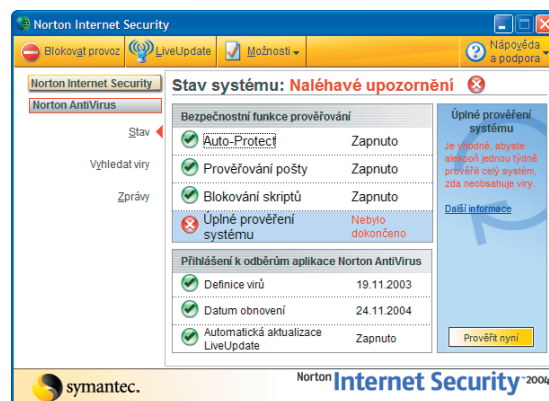 Norton Internet Security
Blokovat provoz
LiveUpdate
Možnosti
Nápověda
a podpora
Norton Internet Security
Norton AntiVirus
Stav
Vyhledat viry
Zprávy
Stav systému: Naléhavé upozornění
Bezpečnostní funkce prověřování
Auto-Protect Zapnuto
Prověřování pošty Zapnuto
Blokování skriptů Zapnuto
Úplné prověření Nebylo
systému dokončeno
Přihlášení k odběrům aplikace Norton AntiVirus
Definice virů 19.11.2003
Datum obnovení 24.11.2004
Automatická aktualizace
LiveUpdate Zapnuto
Úplné prověření
systému
Je vhodné, abyste
alespoň jednou týdně
prověřili celý systém,
zda neobsahuje viry.
Další informace
Prověřit nyní
symantec.
Norton Internet Security 2004